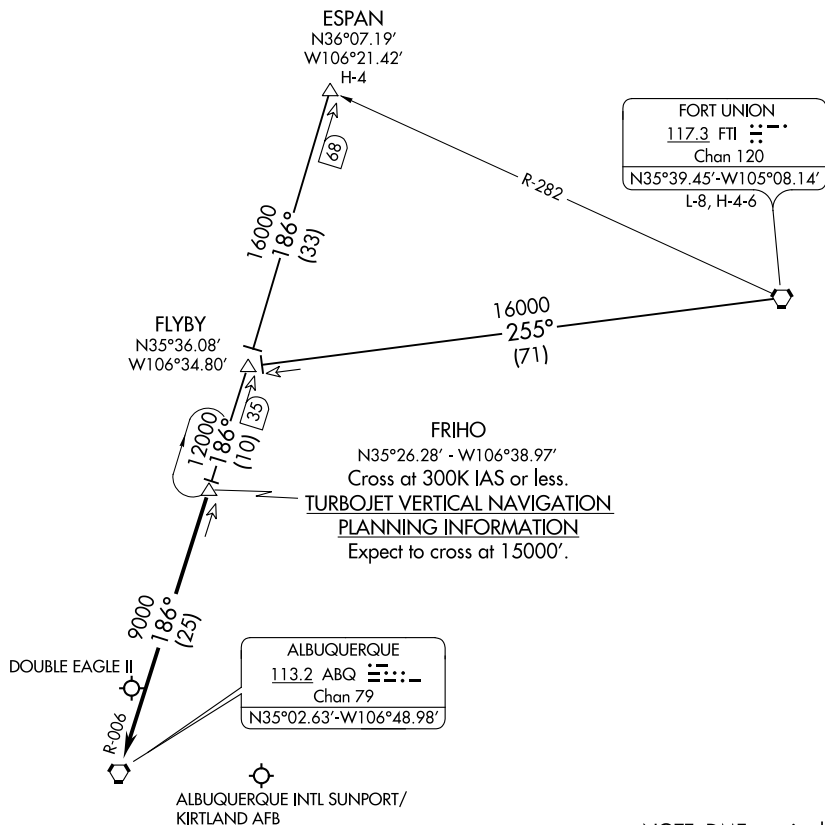 ESPAN
N36°07.19'
W106°21.42'
H-4
FORT UNION
117.3 FTI
Chan 120
N35°39.45'-W105°08.14'
L-8, H-4-6
68
R-282
16000
186°
(33)
16000
255°
(71)
FLYBY
N35°36.08'
W106°34.80'
35
12000
186°
(10)
FRIHO
N35°26.28' - W106°38.97'
Cross at 300K IAS or less.
TURBOJET VERTICAL NAVIGATION
PLANNING INFORMATION
Expect to cross at 15000'.
9000
186°
(25)
DOUBLE EAGLE II
R-006
ALBUQUERQUE
113.2 ABQ
Chan 79
N35°02.63'-W106°48.98'
ALBUQUERQUE INTL SUNPORT/
KIRTLAND AFB